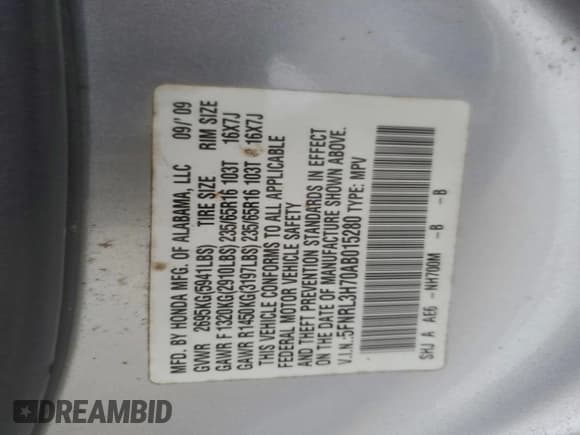 MFD. BY HONDA MFG. OF ALABAMA, LLC 09/'09
GVWR 2695KG(5941LBS) TIRE SIZE RIM SIZE
GAWR F 1320KG(2910LBS) 235/65R16 103T 16X7J
GAWR R 1450KG(3197LBS) 235/65R16 103T 16X7J
THIS VEHICLE CONFORMS TO ALL APPLICABLE
FEDERAL MOTOR VEHICLE SAFETY
AND THEFT PREVENTION STANDARDS IN EFFECT
ON THE DATE OF MANUFACTURE SHOWN ABOVE.
V.I.N.:5FNRL3H70AB015280 TYPE: MPV
SHJ A AE6 -NH700M -B -B
DREAMBID